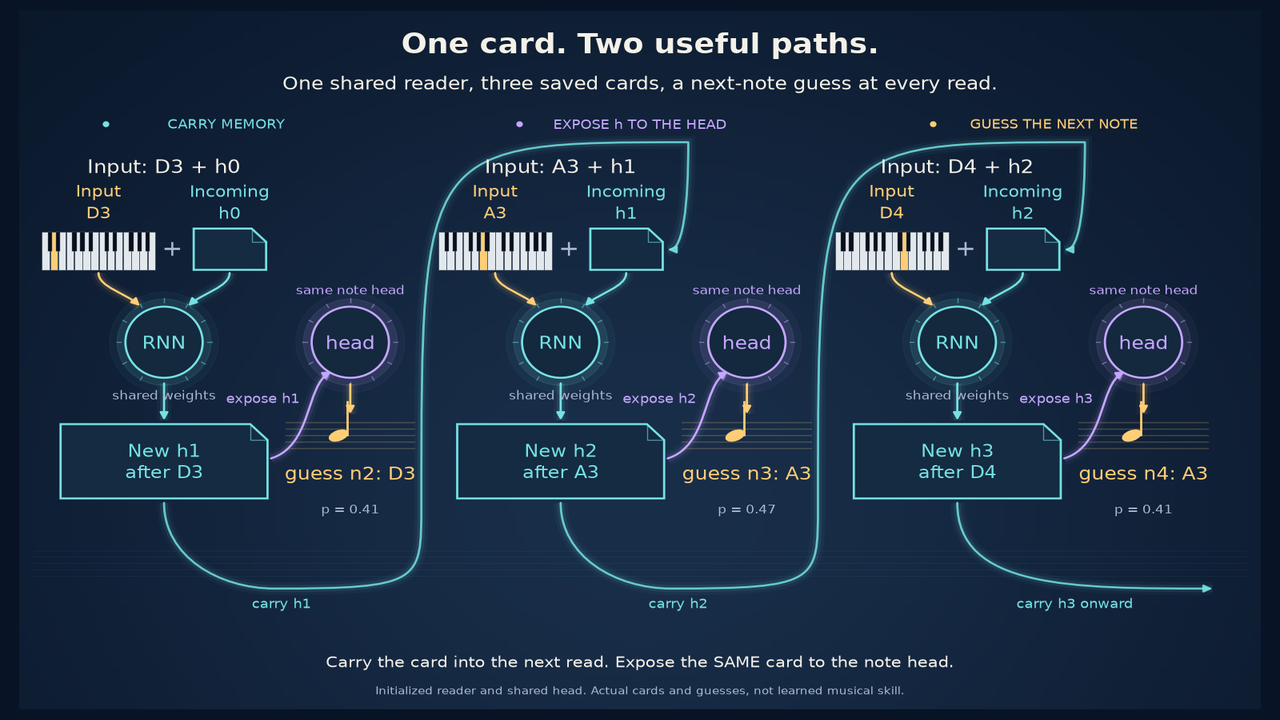 One card. Two useful paths.
One shared reader, three saved cards, a next-note guess at every read.
CARRY MEMORY
EXPOSE h TO THE HEAD
GUESS THE NEXT NOTE
Input: D3 + h0
Input
D3
Incoming
h0
+
RNN
same note head
head
shared weights
expose h1
New h1
after D3
guess n2: D3
p = 0.41
carry h1
Input: A3 + h1
Input
A3
Incoming
h1
+
RNN
same note head
head
shared weights
expose h2
New h2
after A3
guess n3: A3
p = 0.47
carry h2
Input: D4 + h2
Input
D4
Incoming
h2
+
RNN
same note head
head
shared weights
expose h3
New h3
after D4
guess n4: A3
p = 0.41
carry h3 onward
Carry the card into the next read. Expose the SAME card to the note head.
Initialized reader and shared head. Actual cards and guesses, not learned musical skill.